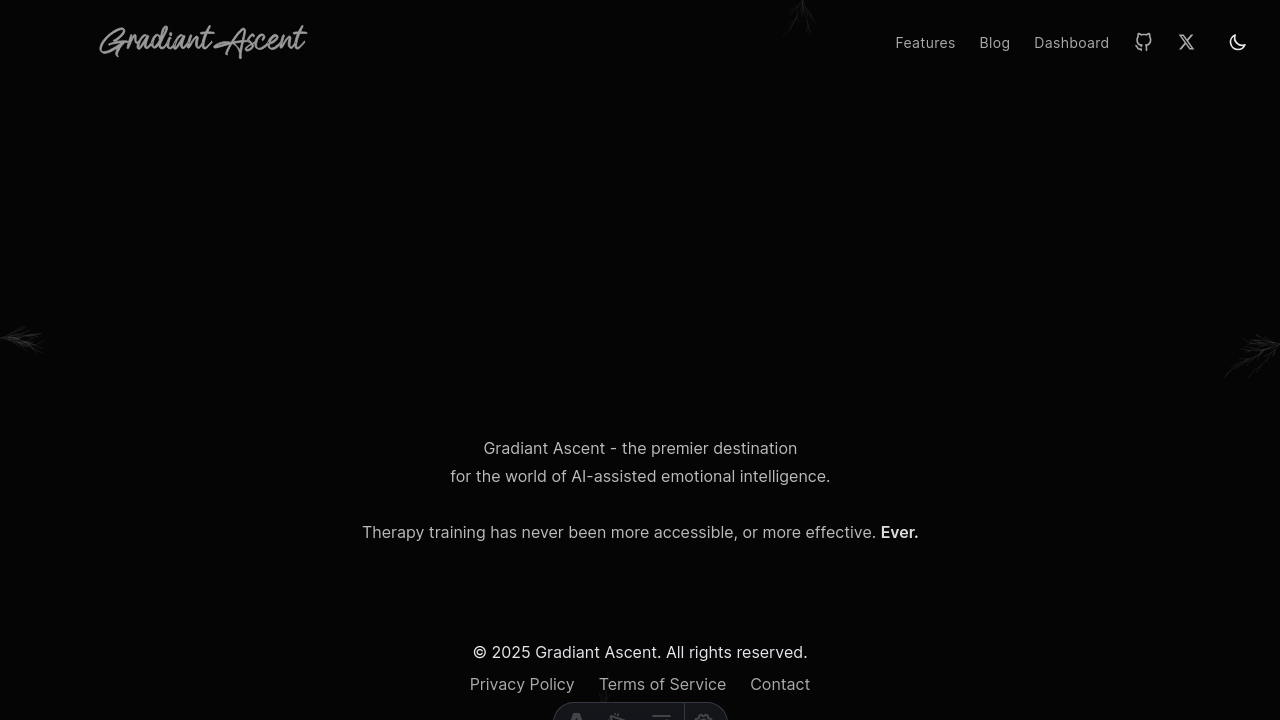 Gradiant Ascent
Features Blog Dashboard
Gradiant Ascent - the premier destination
for the world of AI-assisted emotional intelligence.
Therapy training has never been more accessible, or more effective. Ever.
© 2025 Gradiant Ascent. All rights reserved.
Privacy Policy Terms of Service Contact